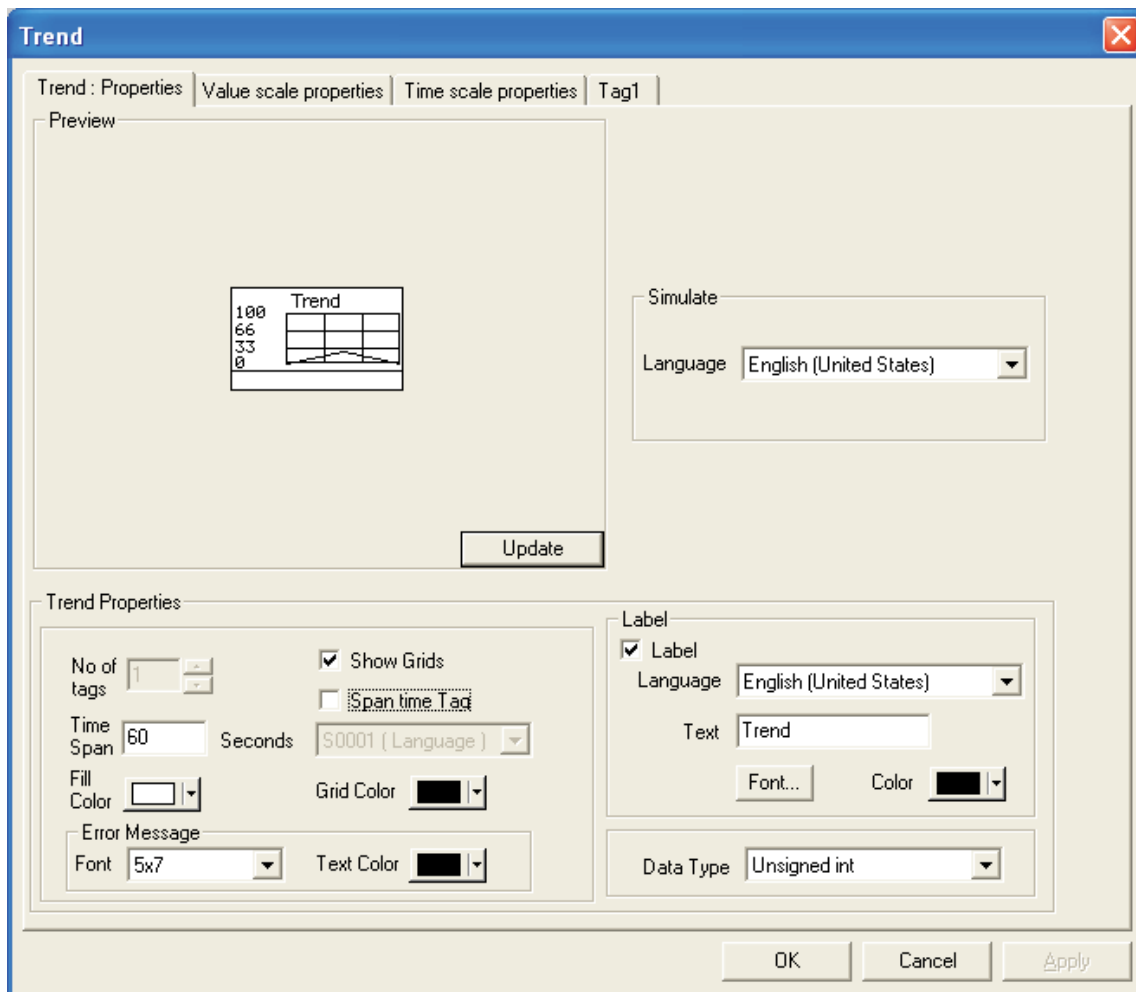 Trend
Trend : Properties Value scale properties Time scale properties Tag1
Preview
Trend
100
66
33
0
Simulate
Language English (United States)
Update
Trend Properties
No of tags 1
Show Grids
Span time Tag
Time Span 60 Seconds S0001 ( Language )
Fill Color
Grid Color
Error Message
Font 5x7 Text Color
Label
Label
Language English (United States)
Text Trend
Font... Color
Data Type Unsigned int
OK Cancel Apply